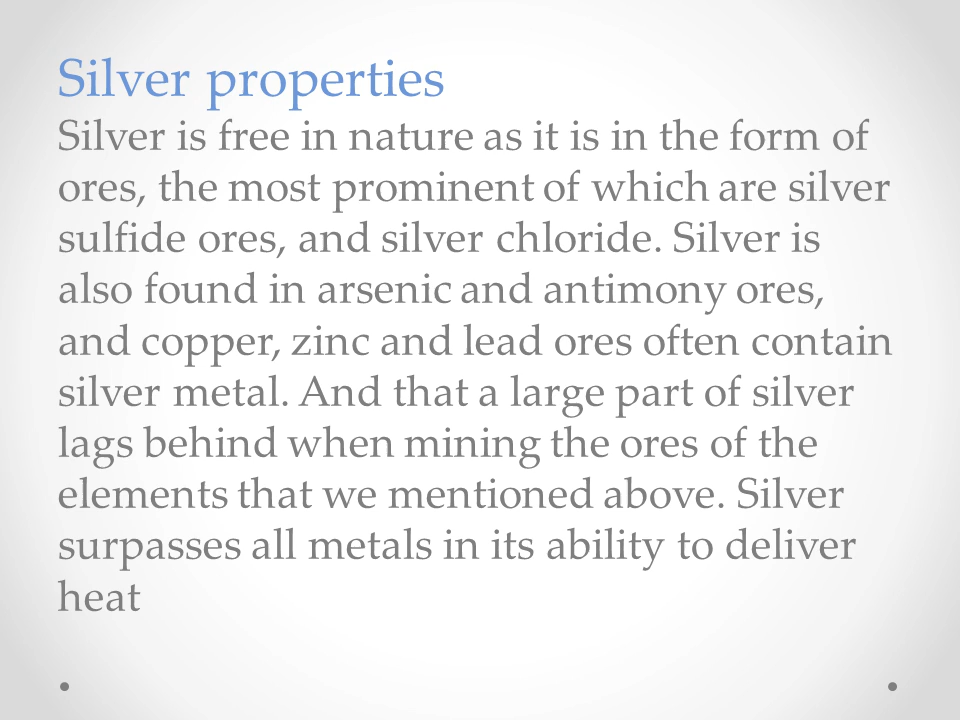 Silver properties
Silver is free in nature as it is in the form of
ores, the most prominent of which are silver
sulfide ores, and silver chloride. Silver is
also found in arsenic and antimony ores,
and copper, zinc and lead ores often contain
silver metal. And that a large part of silver
lags behind when mining the ores of the
elements that we mentioned above. Silver
surpasses all metals in its ability to deliver
heat